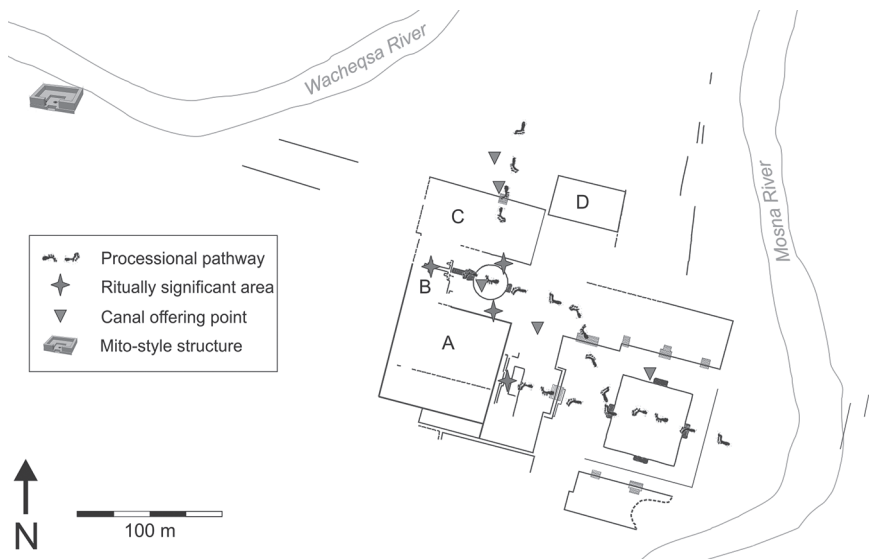 Wacheqsa River
Mosna River
C
D
B
A
Processional pathway
Ritually significant area
Canal offering point
Mito-style structure
N
100 m